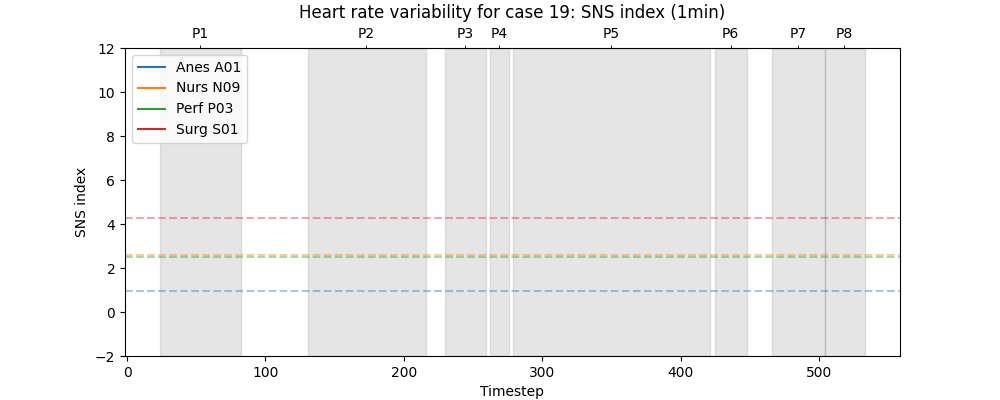 Heart rate variability for case 19: SNS index (1min)
P1 P2 P3 P4 P5 P6 P7 P8
12
10
8
6
4
2
0
−2
SNS index
Anes A01
Nurs N09
Perf P03
Surg S01
0 100 200 300 400 500
Timestep